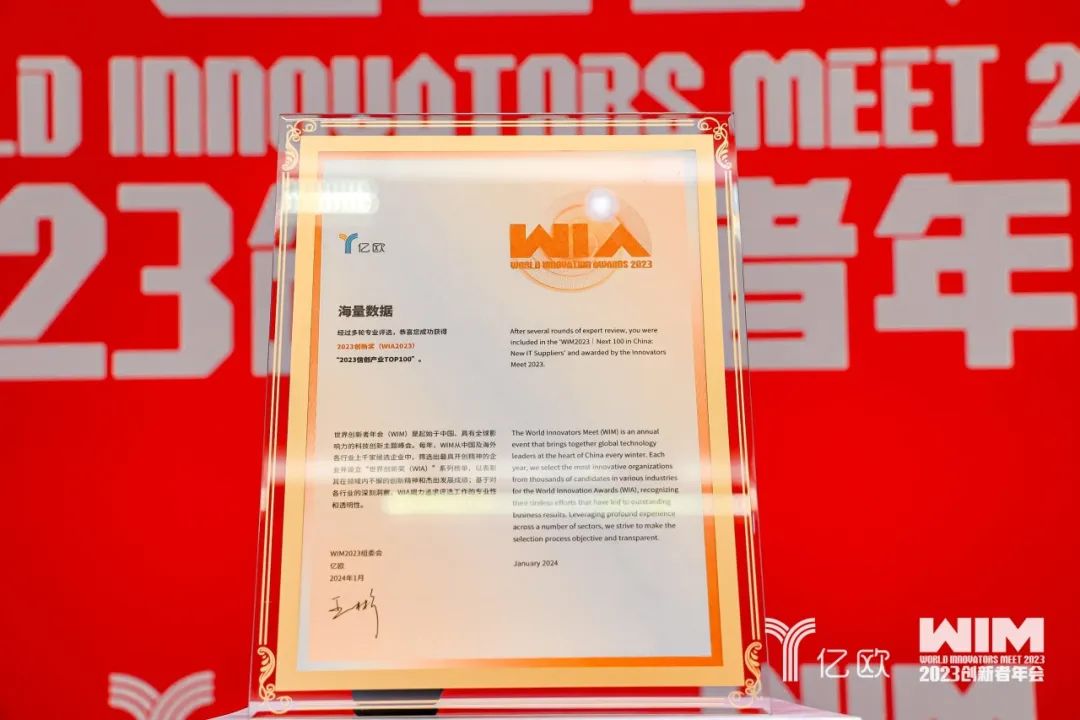 LD INNOVATORS MEET 2
23创 者年
亿欧
WIA
WORLD INNOVATION AWARDS 2023
海量数据
经过多轮专业评选，恭喜您成功获得
2023创新奖（WIA2023）
“2023信创产业TOP100”。
After several rounds of expert review, you were
included in the 'WIM2023｜Next 100 in China:
New IT Suppliers' and awarded by the Innovators
Meet 2023.
世界创新者年会（WIM）是起始于中国、具有全球影
响力的科技创新主题峰会。每年，WIM从中国及海外
各行业上千家候选企业中，筛选出最具开创精神的企
业并设立“世界创新奖（WIA）”系列榜单，以表彰
其在领域内不懈的创新精神和杰出发展成绩；基于对
各行业的深刻洞察，WIA竭力追求评选工作的专业性
和透明性。
The World Innovators Meet (WIM) is an annual
event that brings together global technology
leaders at the heart of China every winter. Each
year, we select the most innovative organizations
from thousands of candidates in various industries
for the World Innovation Awards (WIA), recognizing
their tireless efforts that have led to outstanding
business results. Leveraging profound experience
across a number of sectors, we strive to make the
selection process objective and transparent.
WIM2023组委会
亿欧
2024年1月
January 2024
亿欧
WIM
WORLD INNOVATORS MEET 2023
2023创新者年会